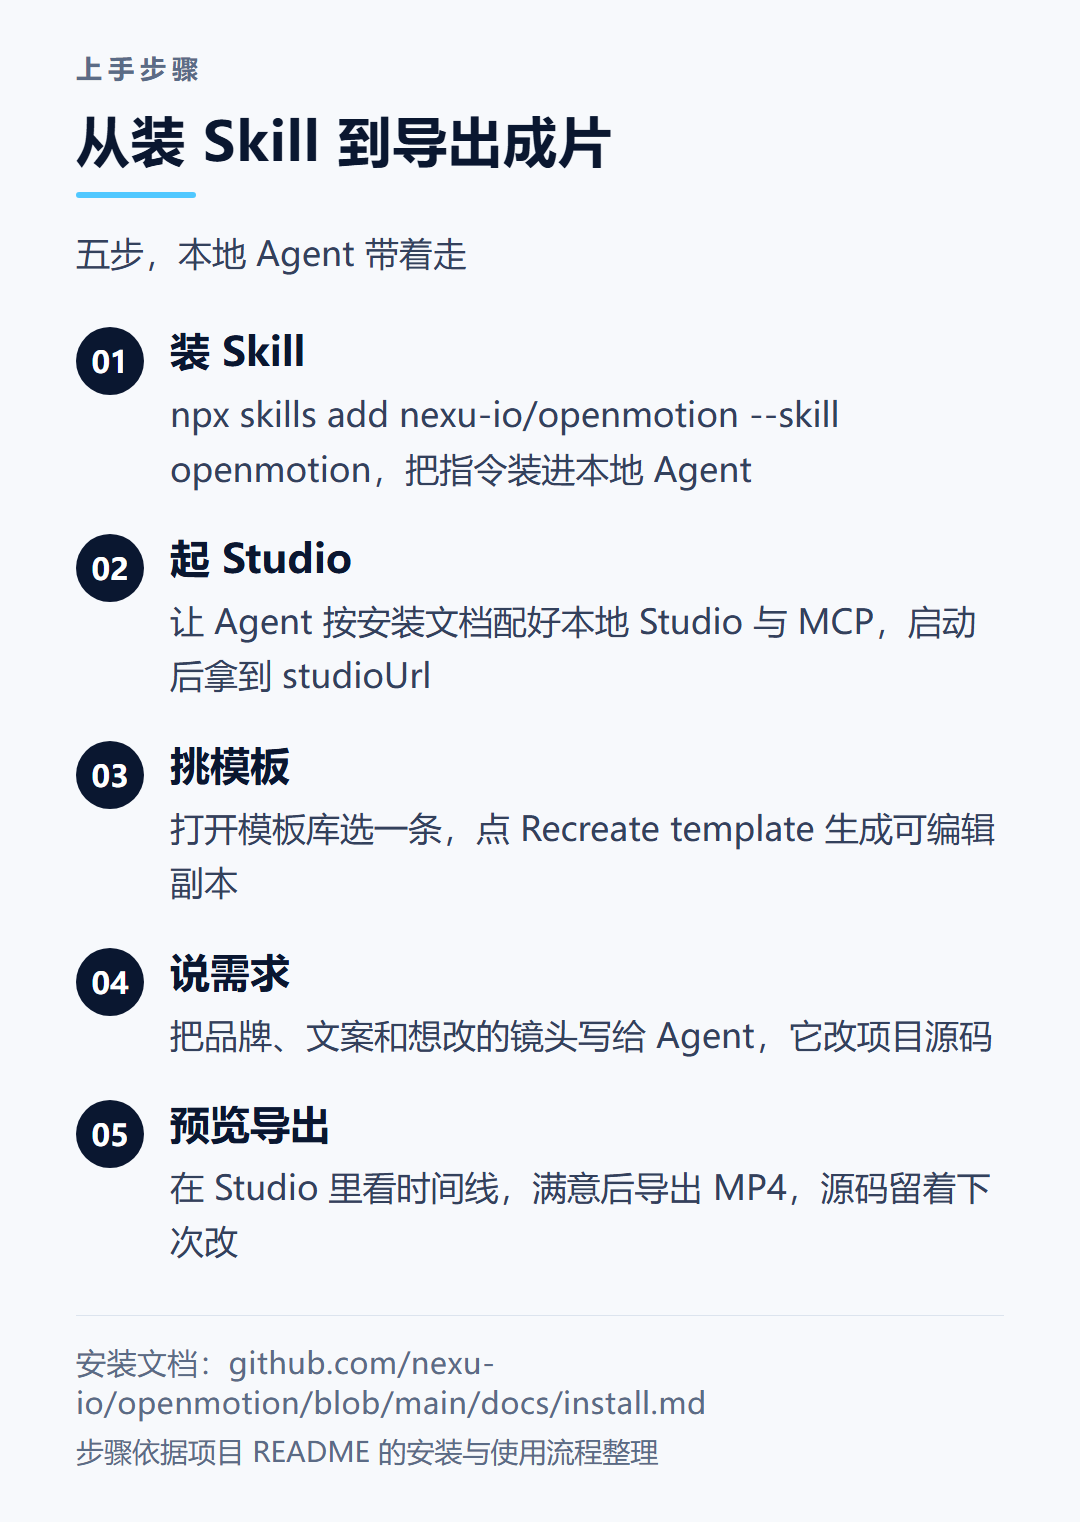 上手步骤
从装 Skill 到导出成片
五步，本地 Agent 带着走
01
装 Skill
npx skills add nexu-io/openmotion --skill
openmotion，把指令装进本地 Agent
02
起 Studio
让 Agent 按安装文档配好本地 Studio 与 MCP，启动
后拿到 studioUrl
03
挑模板
打开模板库选一条，点 Recreate template 生成可编辑
副本
04
说需求
把品牌、文案和想改的镜头写给 Agent，它改项目源码
05
预览导出
在 Studio 里看时间线，满意后导出 MP4，源码留着下
次改
安装文档：github.com/nexu-
io/openmotion/blob/main/docs/install.md
步骤依据项目 README 的安装与使用流程整理